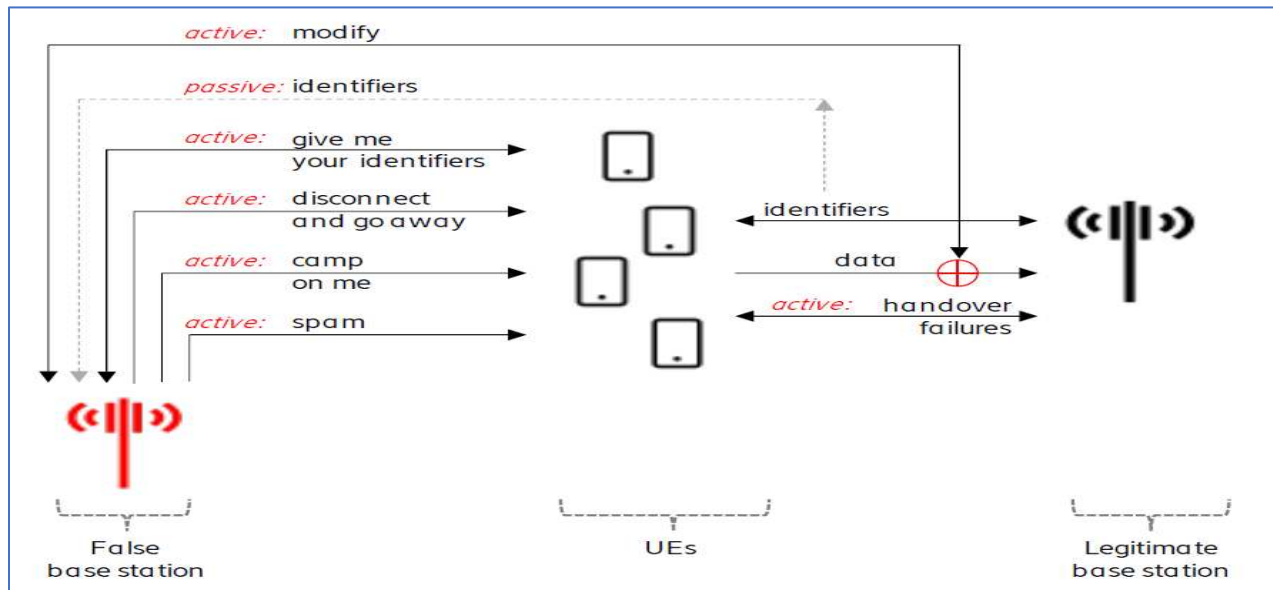 active: modify
passive: identifiers
active: give me
your identifiers
active: disconnect
and go away
identifiers
active: camp
on me
data
active: handover
failures
active: spam
False
base station
UEs
Legitimate
base station